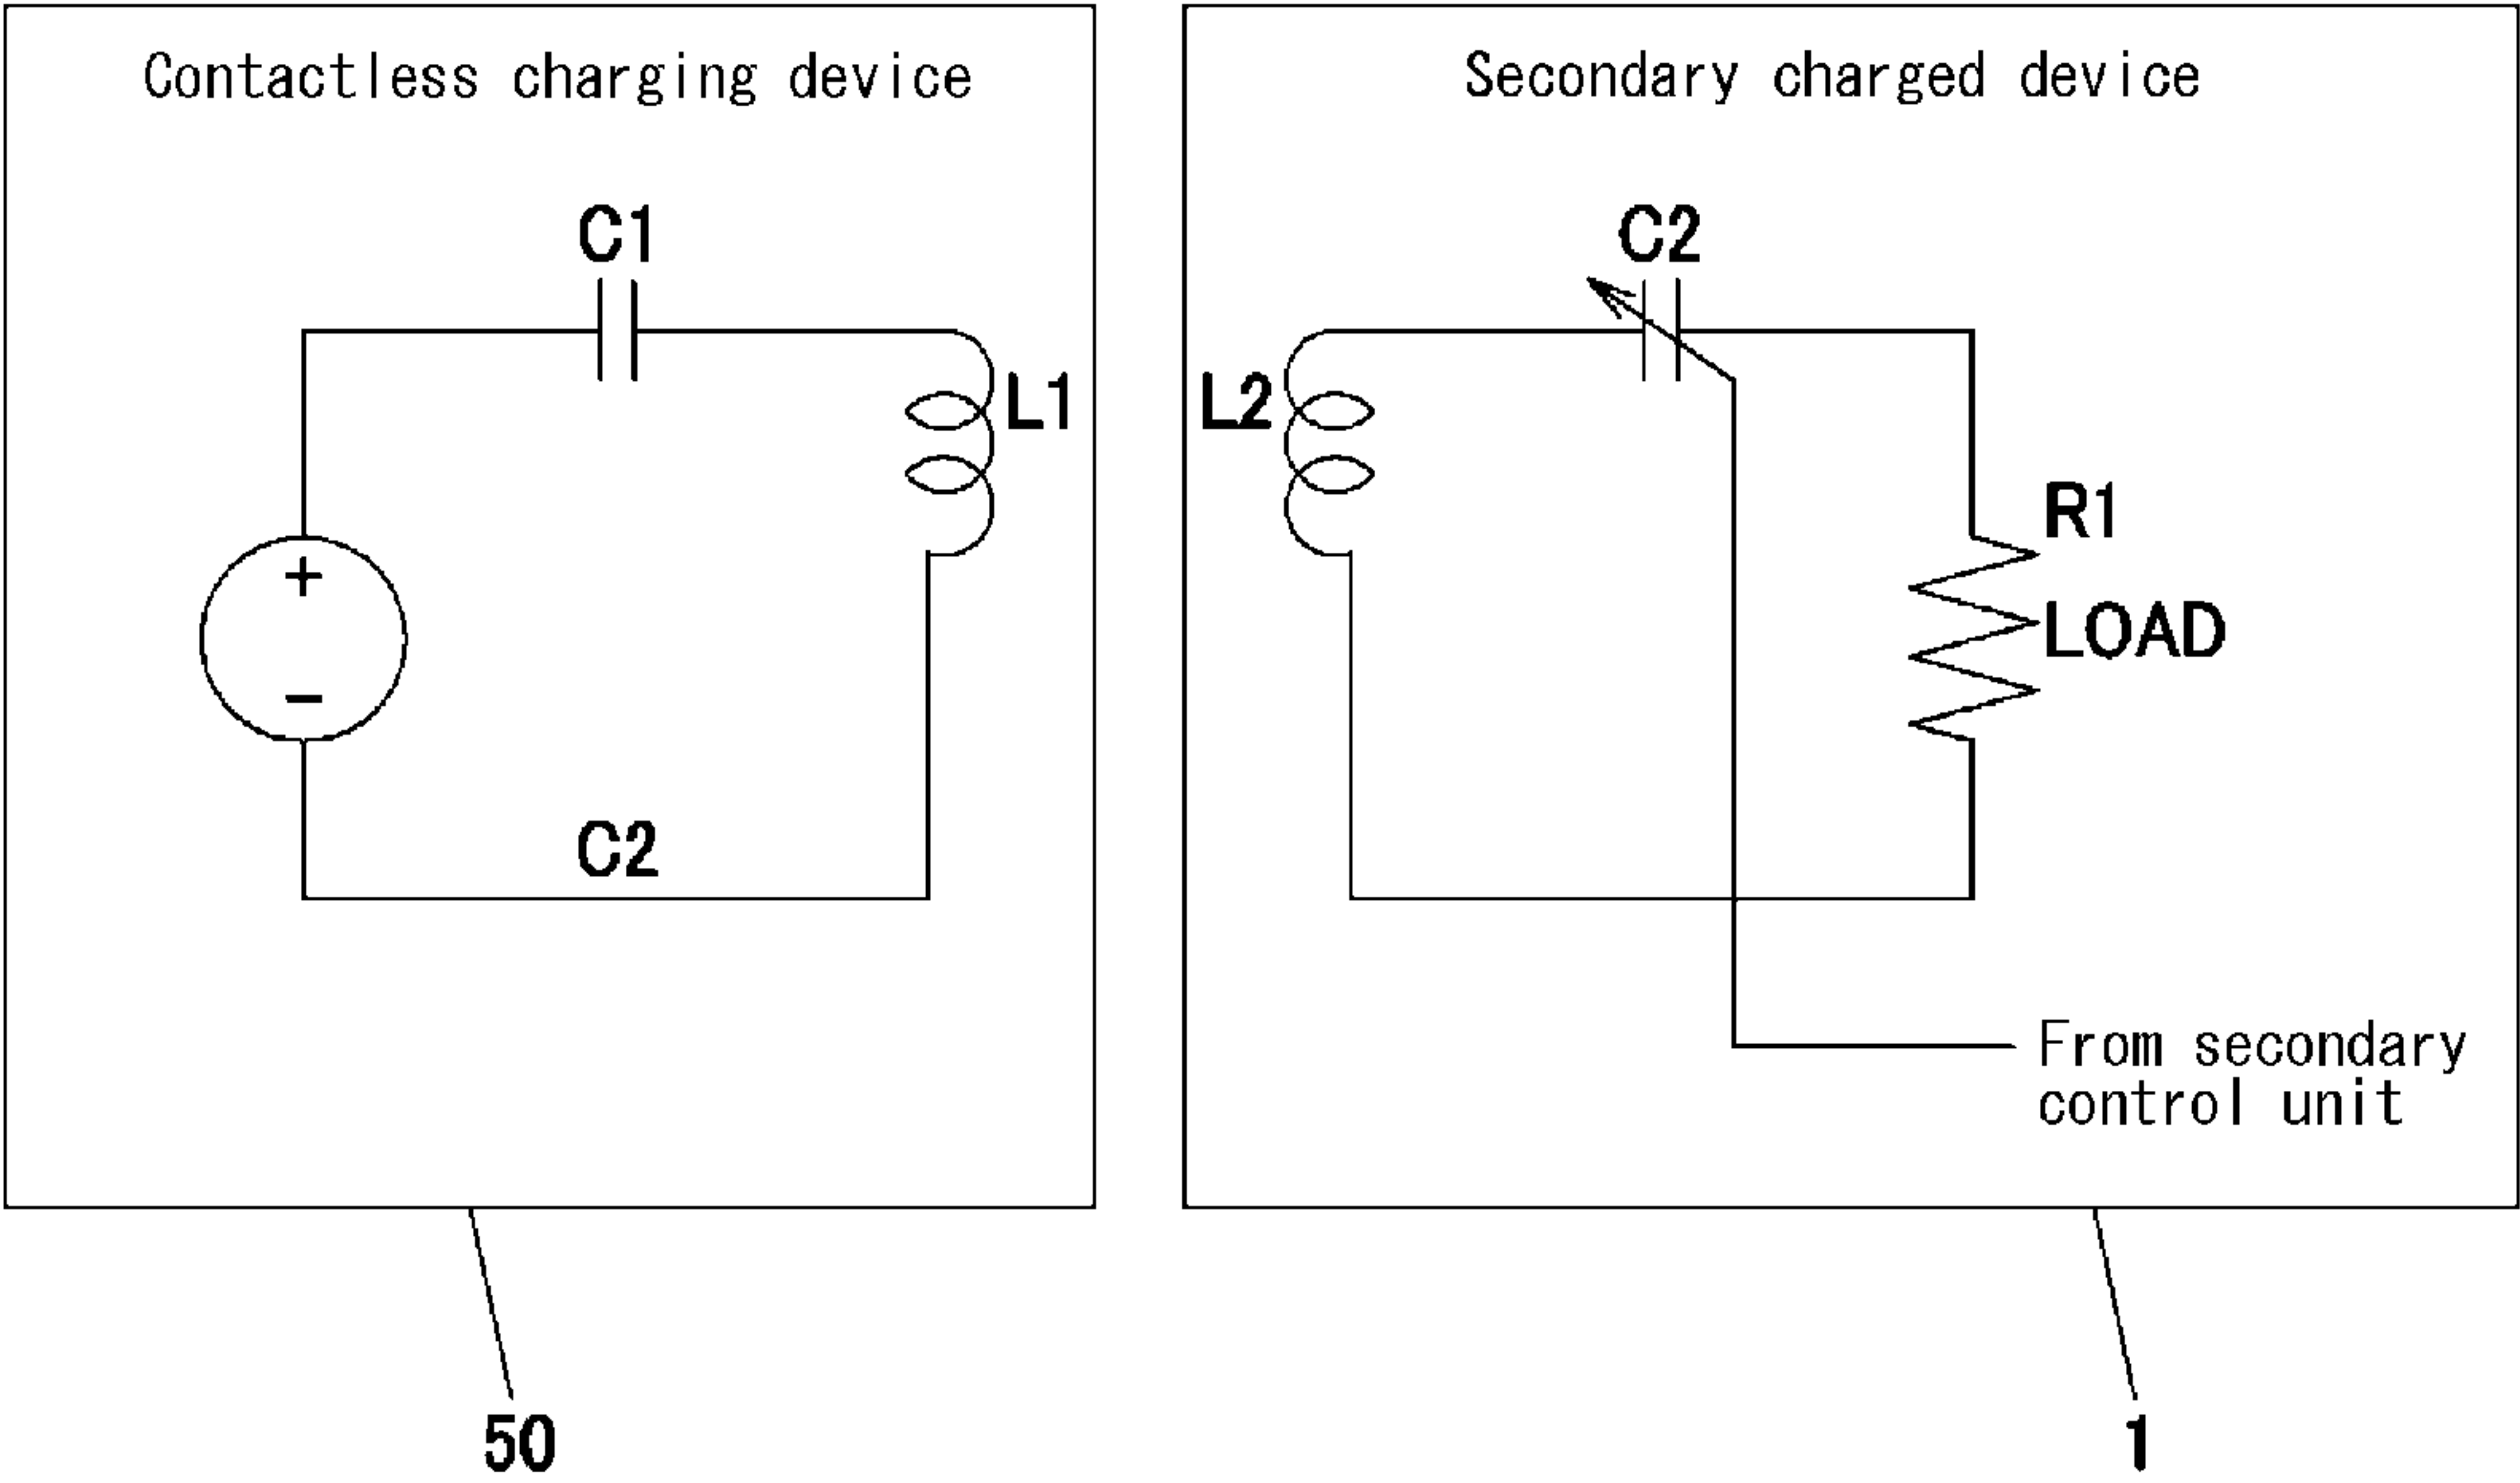 Contactless charging device
C1
L1
+
−
C2
50
Secondary charged device
C2
L2
R1
LOAD
From secondary
control unit
1